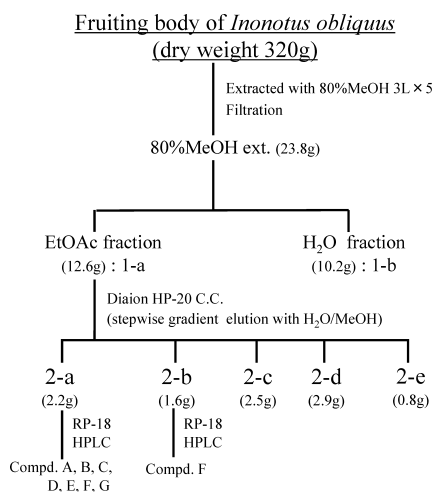 Fruiting body of Inonotus obliquus
(dry weight 320g)
Extracted with 80%MeOH 3L×5
Filtration
80%MeOH ext. (23.8g)
EtOAc fraction
(12.6g) : 1-a
H₂O fraction
(10.2g) : 1-b
Diaion HP-20 C.C.
(stepwise gradient elution with H₂O/MeOH)
2-a
(2.2g)
2-b
(1.6g)
2-c
(2.5g)
2-d
(2.9g)
2-e
(0.8g)
RP-18
HPLC
RP-18
HPLC
Compd. A, B, C,
D, E, F, G
Compd. F